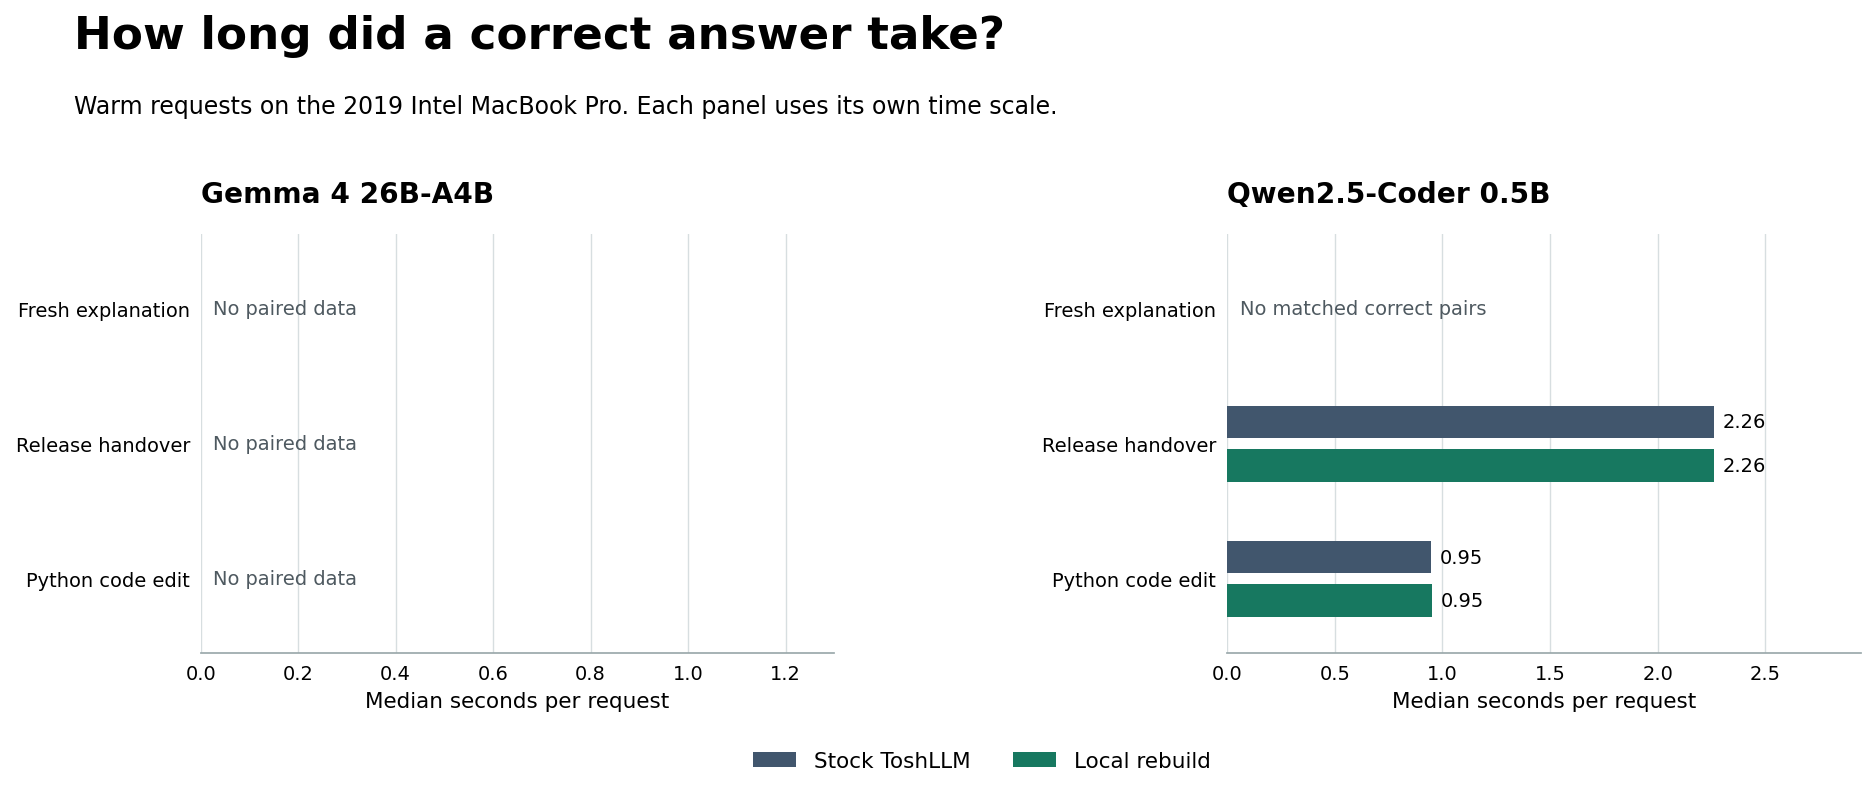 How long did a correct answer take?
Warm requests on the 2019 Intel MacBook Pro. Each panel uses its own time scale.
Gemma 4 26B-A4B
Fresh explanation
No paired data
Release handover
No paired data
Python code edit
No paired data
0.0 0.2 0.4 0.6 0.8 1.0 1.2
Median seconds per request
Qwen2.5-Coder 0.5B
Fresh explanation
No matched correct pairs
2.26
Release handover
2.26
0.95
Python code edit
0.95
0.0 0.5 1.0 1.5 2.0 2.5
Median seconds per request
Stock ToshLLM
Local rebuild